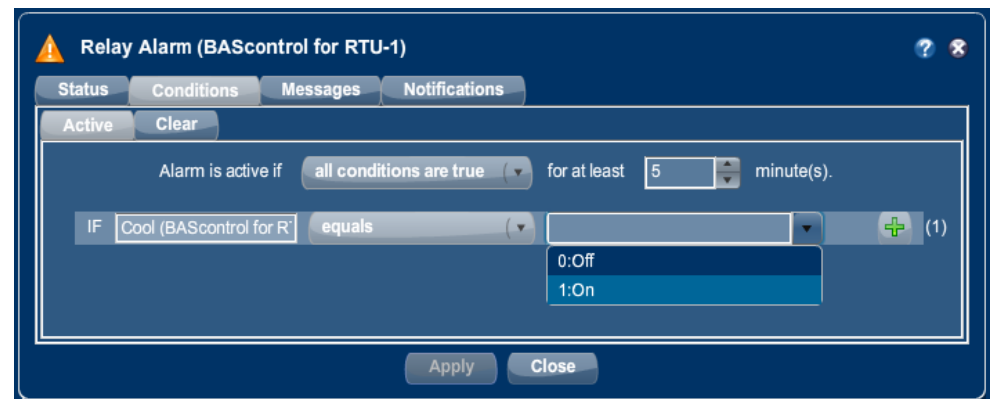 Relay Alarm (BAScontrol for RTU-1) ?
Status Conditions Messages Notifications
Active Clear
Alarm is active if all conditions are true for at least 5 minute(s).
IF Cool (BAScontrol for R equals (1)
0:Off
1:On
Apply Close